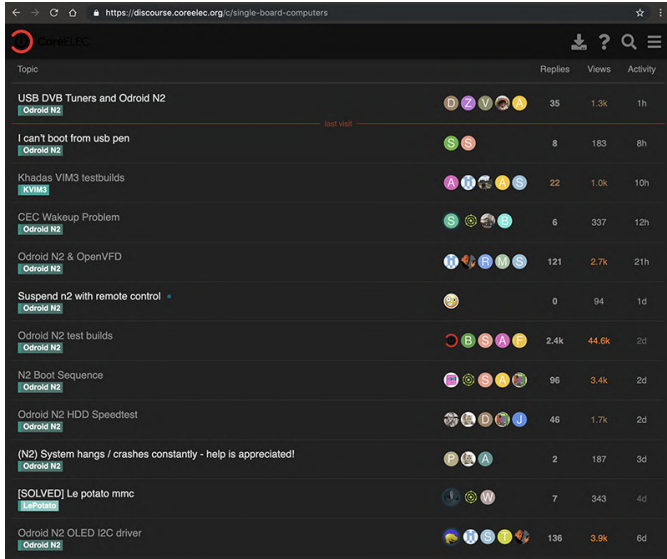 https://discourse.coreelec.org/c/single-board-computers
CoreELEC
Topic Replies Views Activity
USB DVB Tuners and Odroid N2
Odroid N2
D Z V A 35 1.3k 1h
last visit
I can't boot from usb pen
Odroid N2
S S 8 183 8h
Khadas VIM3 testbuilds
KVIM3
A A S 22 1.0k 10h
CEC Wakeup Problem
Odroid N2
S B 6 337 12h
Odroid N2 & OpenVFD
Odroid N2
R M S 121 2.7k 21h
Suspend n2 with remote control
Odroid N2
0 94 1d
Odroid N2 test builds
Odroid N2
B S A F 2.4k 44.6k 2d
N2 Boot Sequence
Odroid N2
S A 96 3.4k 2d
Odroid N2 HDD Speedtest
Odroid N2
D J 46 1.7k 2d
(N2) System hangs / crashes constantly - help is appreciated!
Odroid N2
P A 2 187 3d
[SOLVED] Le potato mmc
LePotato
W 7 343 4d
Odroid N2 OLED I2C driver
Odroid N2
S T 136 3.9k 6d